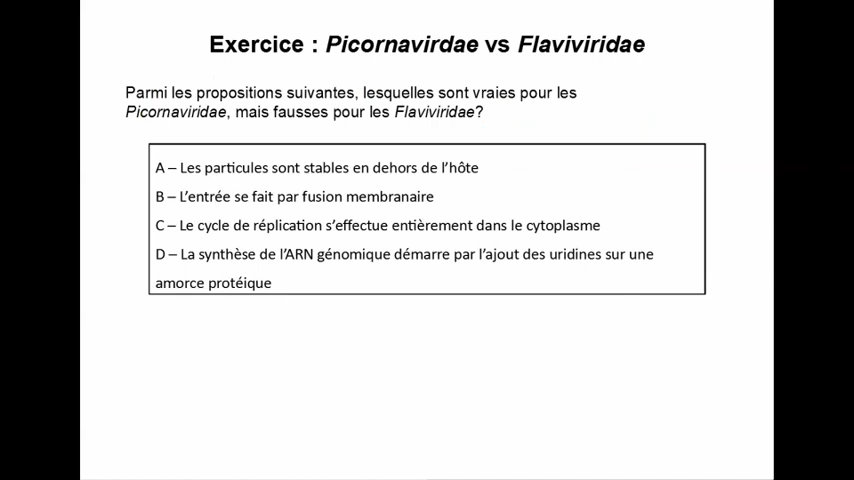 Exercice : Picornavirdae vs Flaviviridae
Parmi les propositions suivantes, lesquelles sont vraies pour les
Picornaviridae, mais fausses pour les Flaviviridae?
A – Les particules sont stables en dehors de l’hôte
B – L’entrée se fait par fusion membranaire
C – Le cycle de réplication s’effectue entièrement dans le cytoplasme
D – La synthèse de l’ARN génomique démarre par l’ajout des uridines sur une
amorce protéique